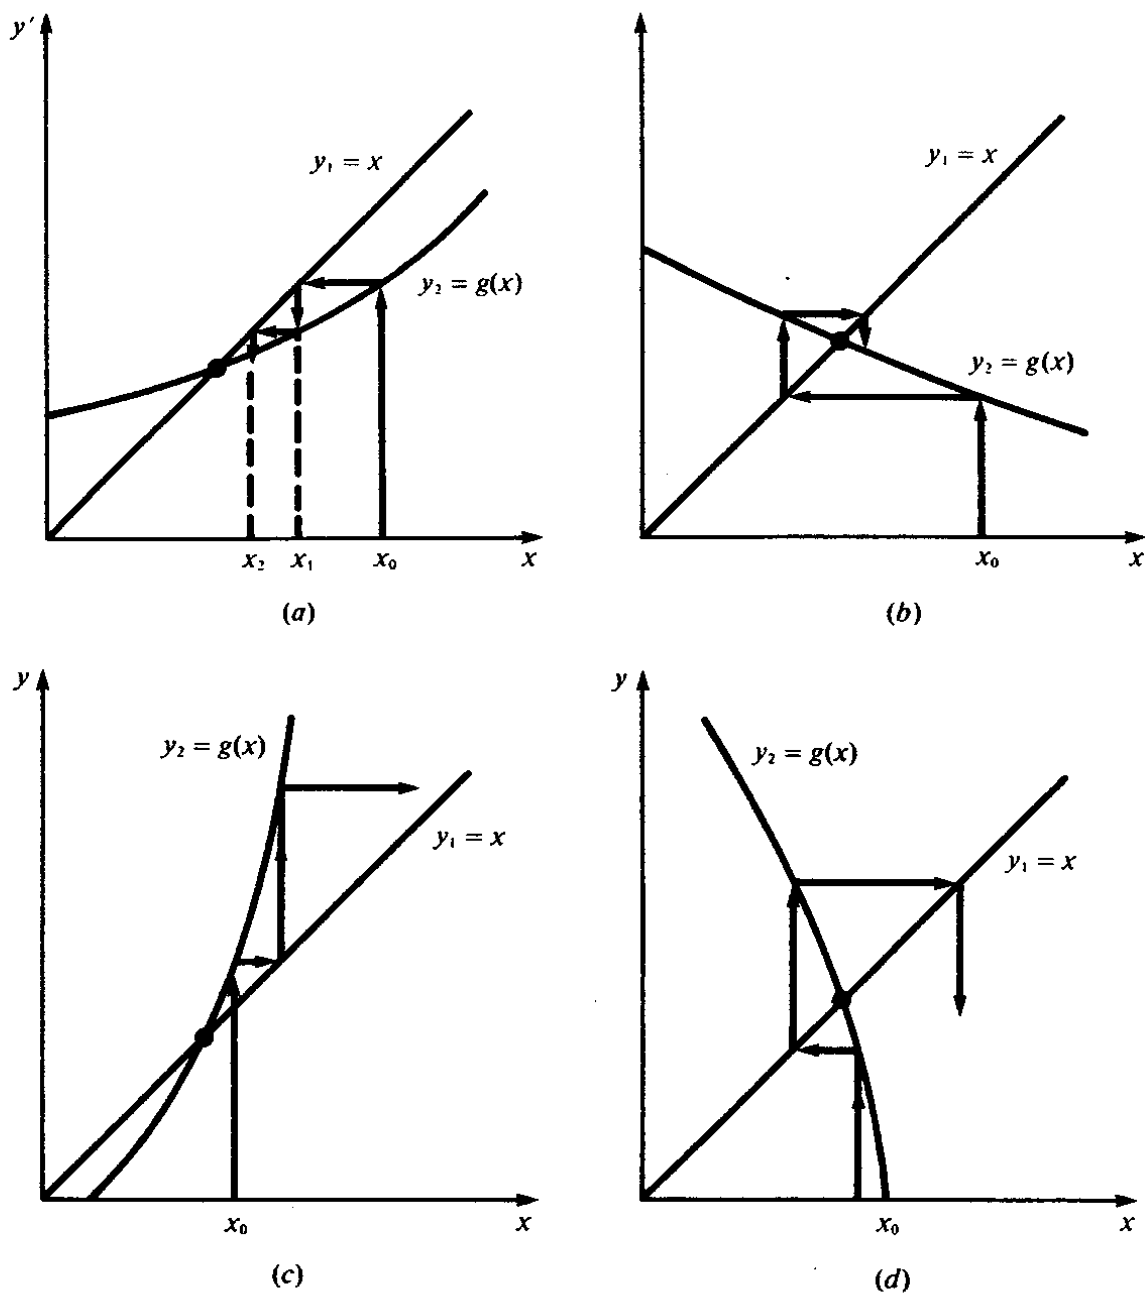 y′
y₁ = x
y₂ = g(x)
x₂ x₁ x₀ x
(a)
y₁ = x
y₂ = g(x)
x₀ x
(b)
y
y₂ = g(x)
y₁ = x
x₀ x
(c)
y
y₂ = g(x)
y₁ = x
x₀ x
(d)